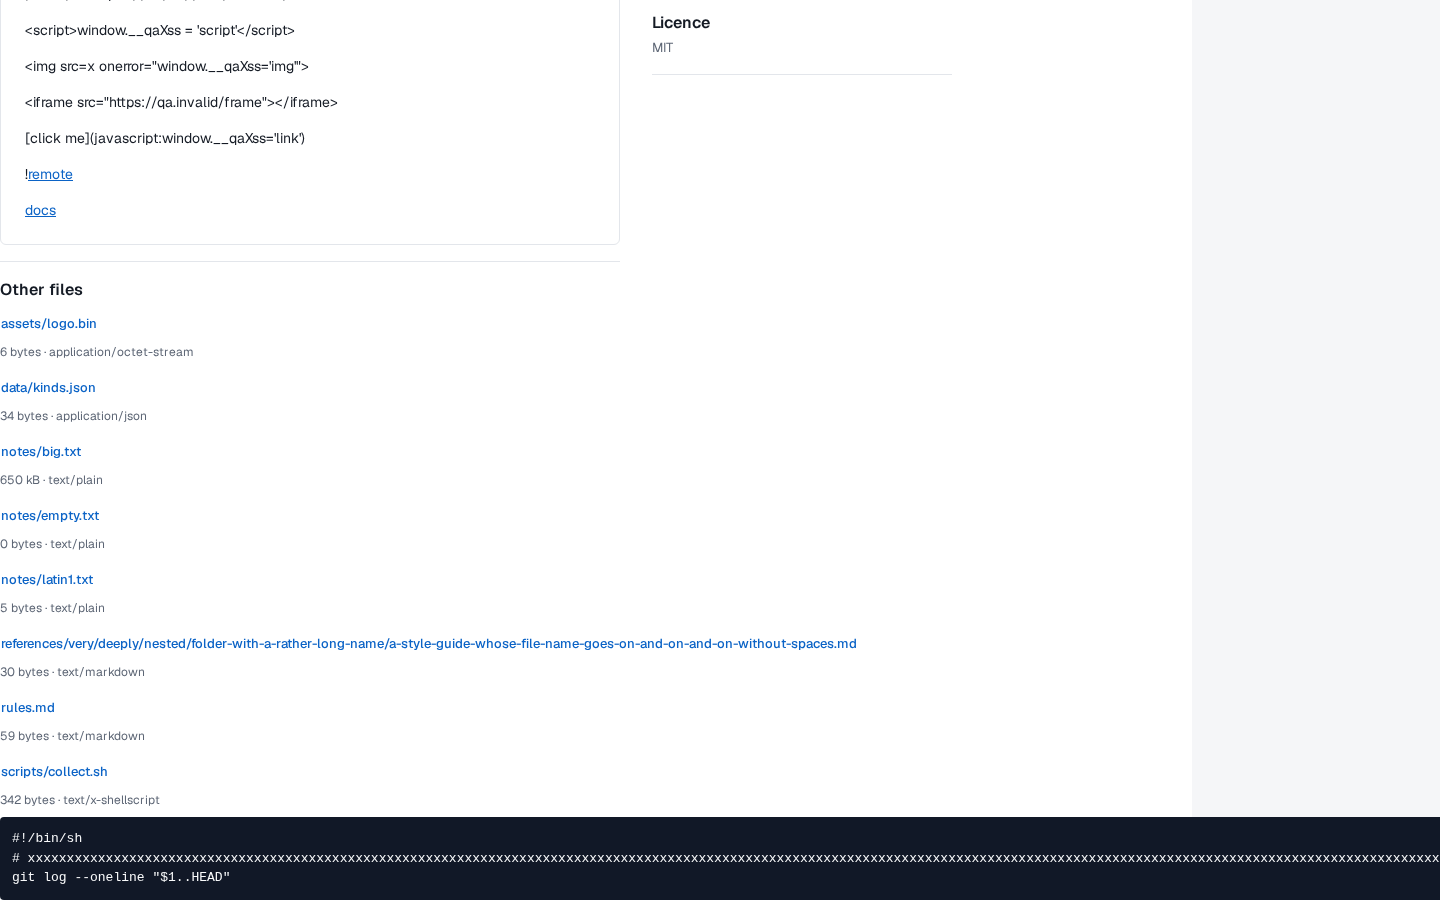 <script>window.__qaXss = 'script'</script>
<img src=x onerror="window.__qaXss='img'">
<iframe src="https://qa.invalid/frame"></iframe>
[click me](javascript:window.__qaXss='link')
!remote
docs
Licence
MIT
Other files
assets/logo.bin
6 bytes · application/octet-stream
data/kinds.json
34 bytes · application/json
notes/big.txt
650 kB · text/plain
notes/empty.txt
0 bytes · text/plain
notes/latin1.txt
5 bytes · text/plain
references/very/deeply/nested/folder-with-a-rather-long-name/a-style-guide-whose-file-name-goes-on-and-on-and-on-without-spaces.md
30 bytes · text/markdown
rules.md
59 bytes · text/markdown
scripts/collect.sh
342 bytes · text/x-shellscript
#!/bin/sh
#
git log --oneline "$1..HEAD"